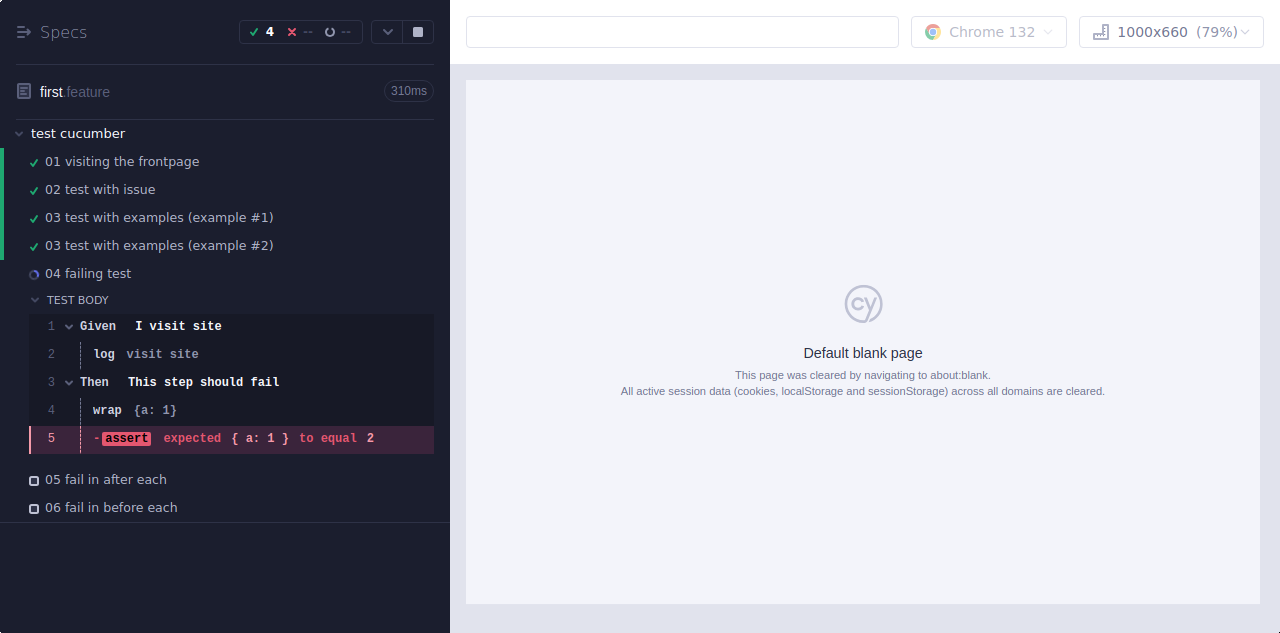 Specs
4 -- --
first.feature
310ms
test cucumber
01 visiting the frontpage
02 test with issue
03 test with examples (example #1)
03 test with examples (example #2)
04 failing test
TEST BODY
1 Given I visit site
2 log visit site
3 Then This step should fail
4 wrap {a: 1}
5 -assert expected { a: 1 } to equal 2
05 fail in after each
06 fail in before each
Chrome 132
1000x660 (79%)
cy
Default blank page
This page was cleared by navigating to about:blank.
All active session data (cookies, localStorage and sessionStorage) across all domains are cleared.